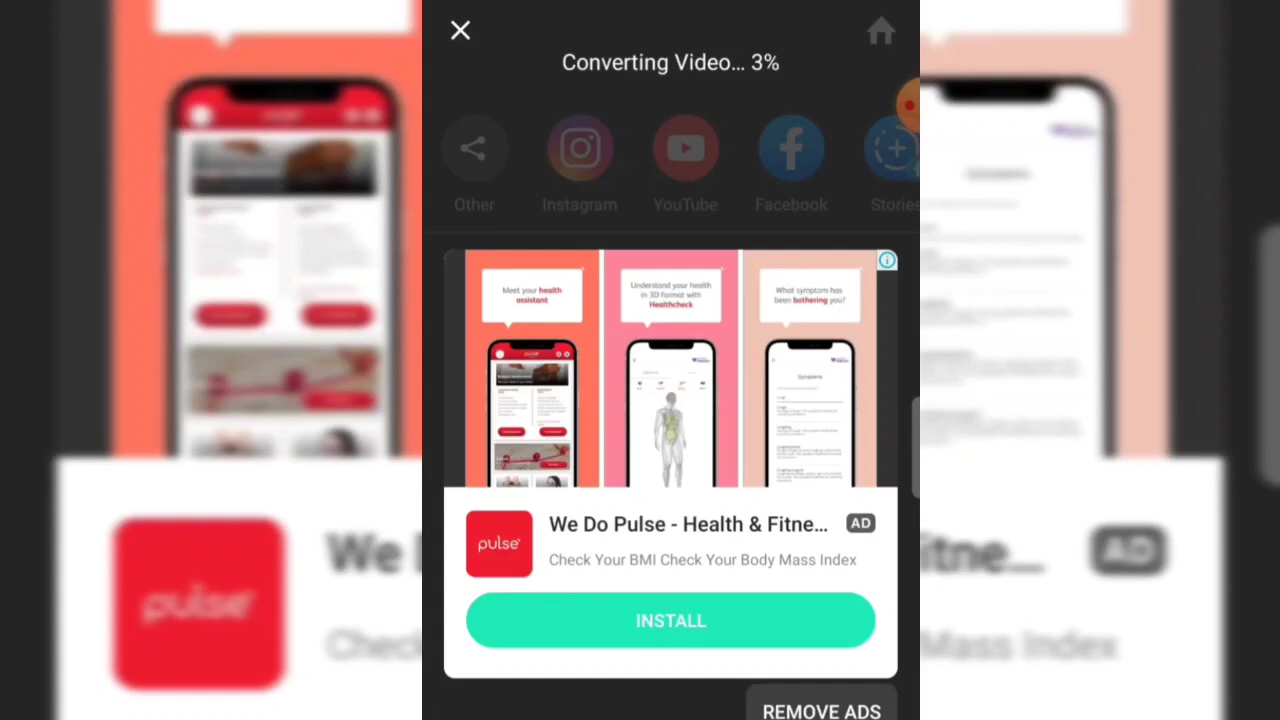 Converting Video... 3%
Other
Instagram
YouTube
Facebook
Stories
Meet your health
assistant
Understand your health
in 3D format with
Healthcheck
What symptom has
been bothering you?
Symptoms
pulse
We Do Pulse - Health & Fitne...
AD
Check Your BMI Check Your Body Mass Index
INSTALL
REMOVE ADS